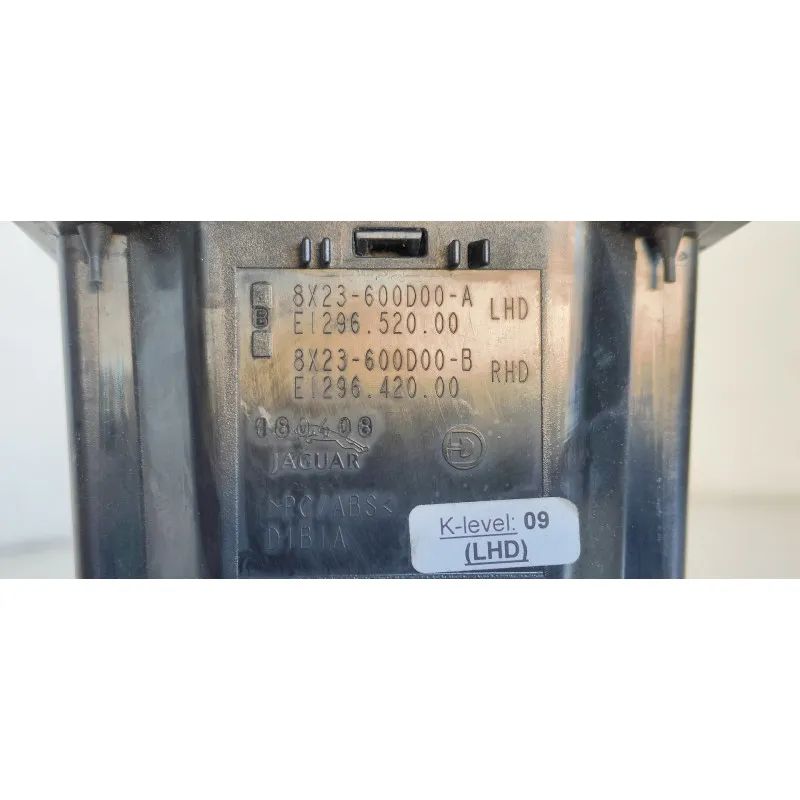 8X23-600D00-A LHD
E1296.520.00
8X23-600D00-B RHD
E1296.420.00
180408
JAGUAR
>PC/ABS<
D1B1A
K-level: 09
(LHD)